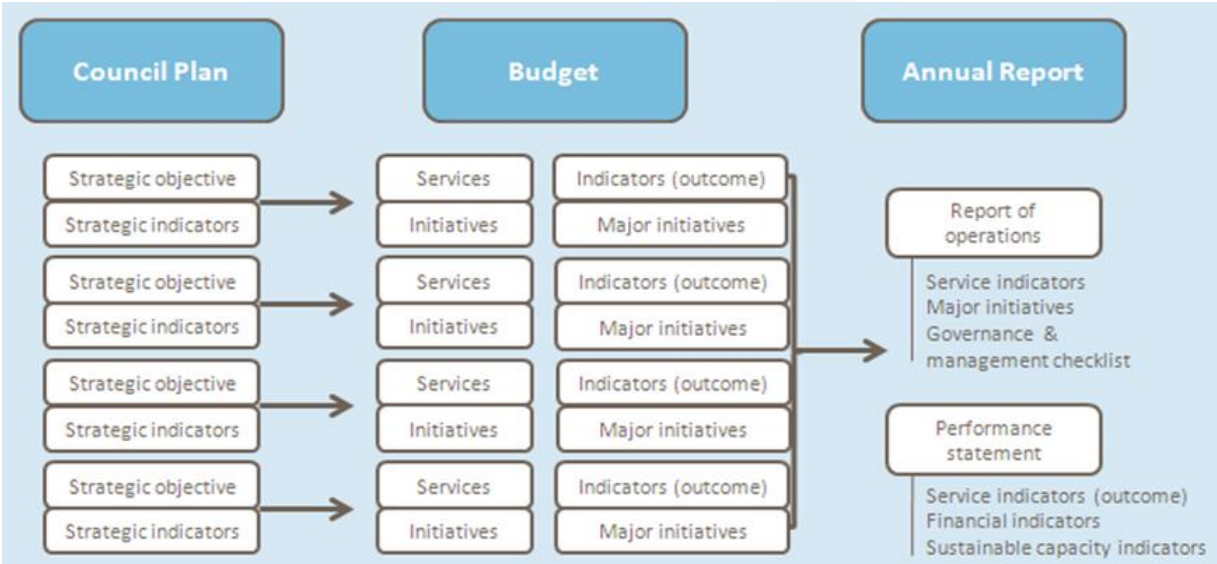 Council Plan
Budget
Annual Report
Strategic objective
Strategic indicators
Services
Initiatives
Indicators (outcome)
Major initiatives
Strategic objective
Strategic indicators
Services
Initiatives
Indicators (outcome)
Major initiatives
Strategic objective
Strategic indicators
Services
Initiatives
Indicators (outcome)
Major initiatives
Strategic objective
Strategic indicators
Services
Initiatives
Indicators (outcome)
Major initiatives
Report of
operations
Service indicators
Major initiatives
Governance &
management checklist
Performance
statement
Service indicators (outcome)
Financial indicators
Sustainable capacity indicators